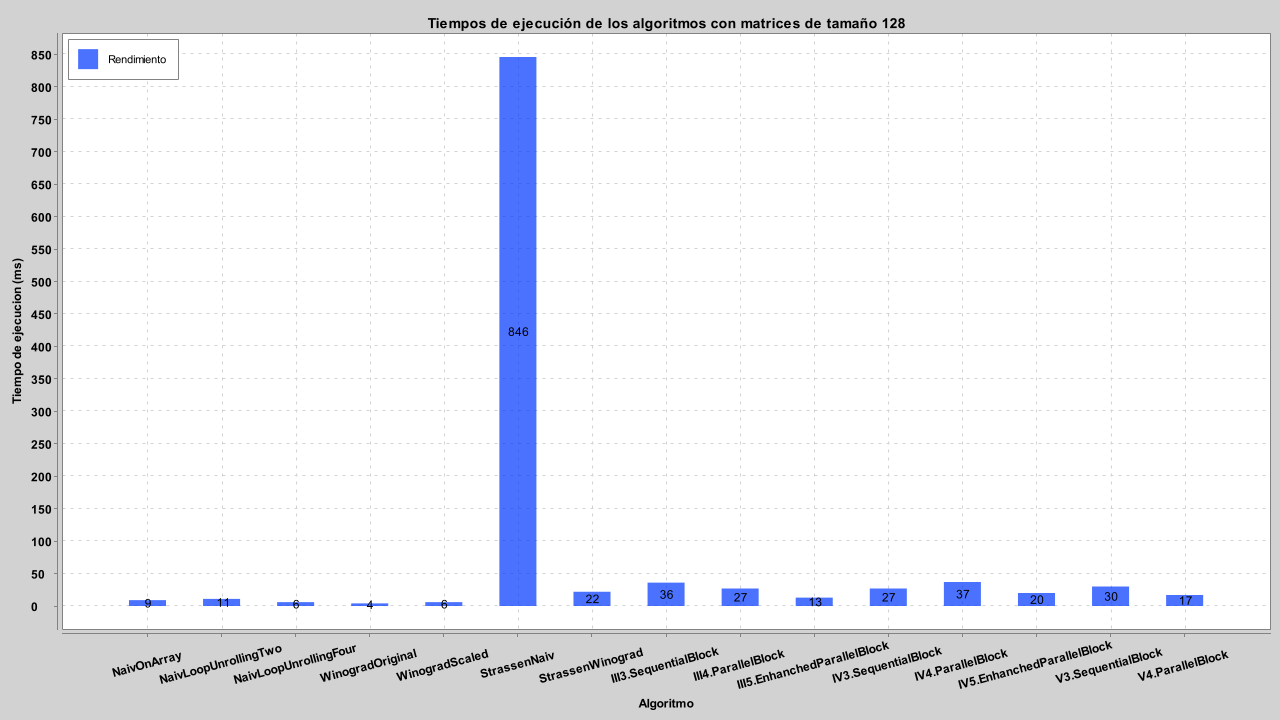 Tiempos de ejecución de los algoritmos con matrices de tamaño 128
Rendimiento
Tiempo de ejecucion (ms)
850
800
750
700
650
600
550
500
450
400
350
300
250
200
150
100
50
0
9
11
6
4
6
846
22
36
27
13
27
37
20
30
17
NaivOnArray
NaivLoopUnrollingTwo
NaivLoopUnrollingFour
WinogradOriginal
WinogradScaled
StrassenNaiv
StrassenWinograd
III3.SequentialBlock
III4.ParallelBlock
III5.EnhanchedParallelBlock
IV3.SequentialBlock
IV4.ParallelBlock
IV5.EnhanchedParallelBlock
V3.SequentialBlock
V4.ParallelBlock
Algoritmo